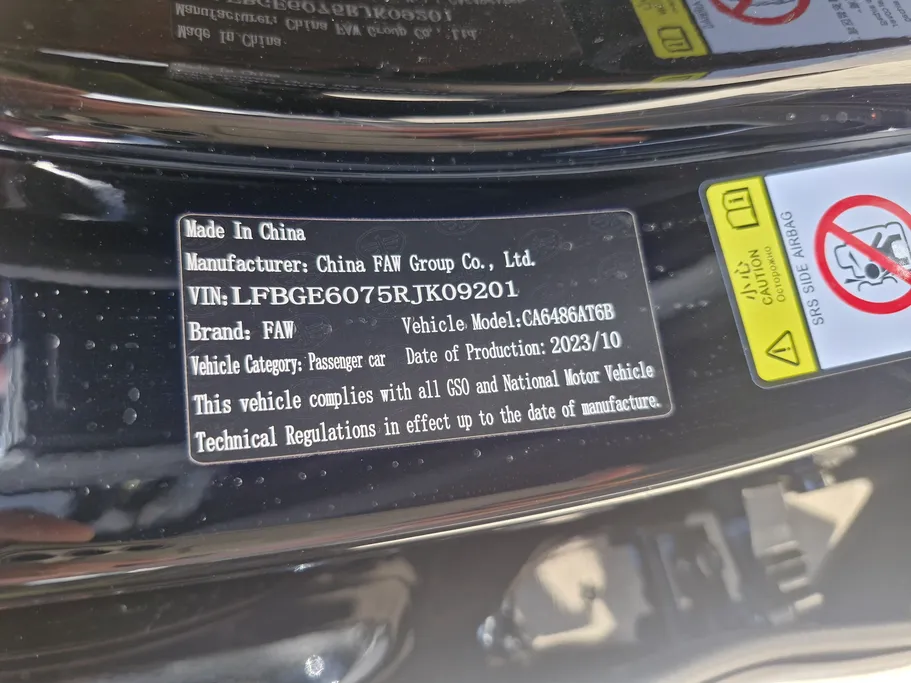 Made In China
Manufacturer: China FAW Group Co., Ltd.
VIN:LFBGE6075RJK09201
Brand: FAW Vehicle Model:CA6486AT6B
Vehicle Category: Passenger car Date of Production: 2023/10
This vehicle complies with all GSO and National Motor Vehicle
Technical Regulations in effect up to the date of manufacture.
小心
CAUTION
Осторожно
SRS SIDE AIRBAG